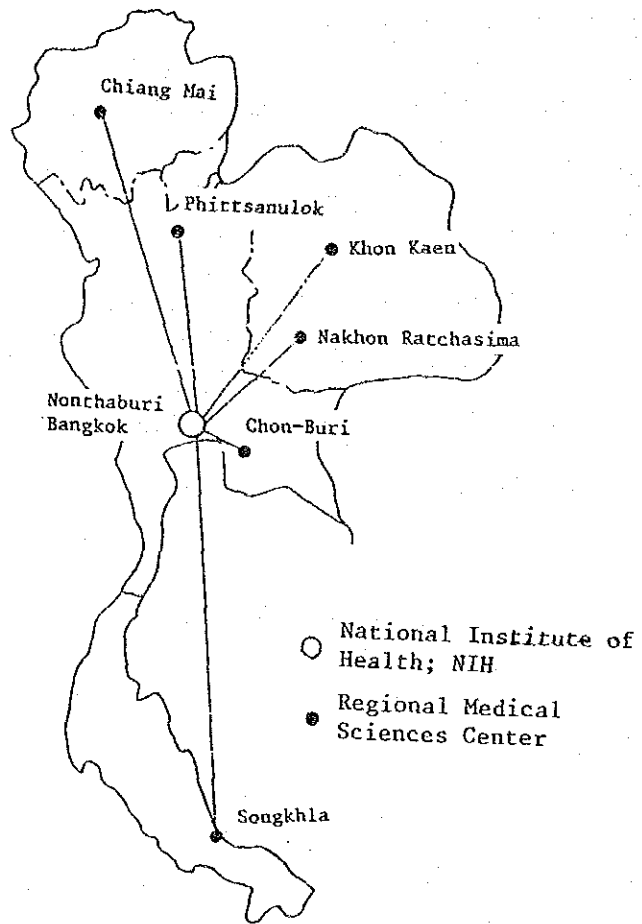 Chiang Mai
Phittsanulok
Khon Kaen
Nakhon Ratchasima
Nonthaburi
Bangkok
Chon-Buri
National Institute of
Health; NIH
Regional Medical
Sciences Center
Songkhla